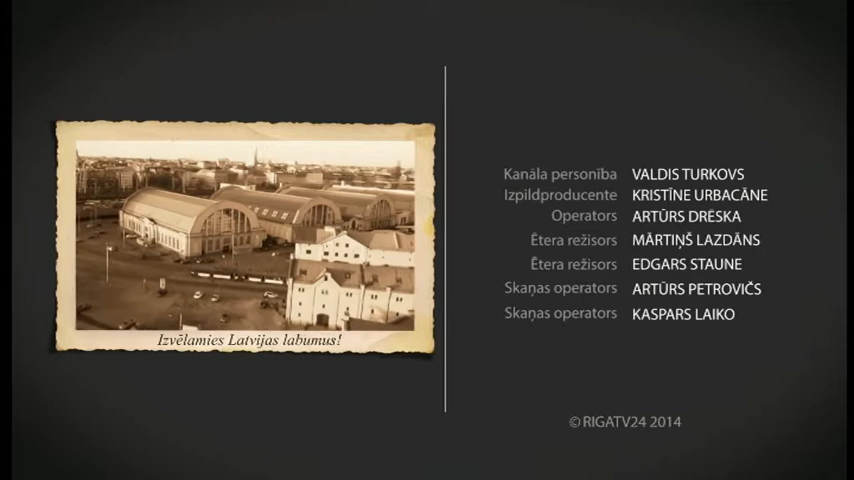 Izvēlamies Latvijas labumus!
Kanāla personība VALDIS TURKOVS
Izpildproducente KRISTĪNE URBACĀNE
Operators ARTŪRS DRĒSKA
Ētera režisors MĀRTIŅŠ LAZDĀNS
Ētera režisors EDGARS STAUNE
Skaņas operators ARTŪRS PETROVIČS
Skaņas operators KASPARS LAIKO
© RIGATV24 2014